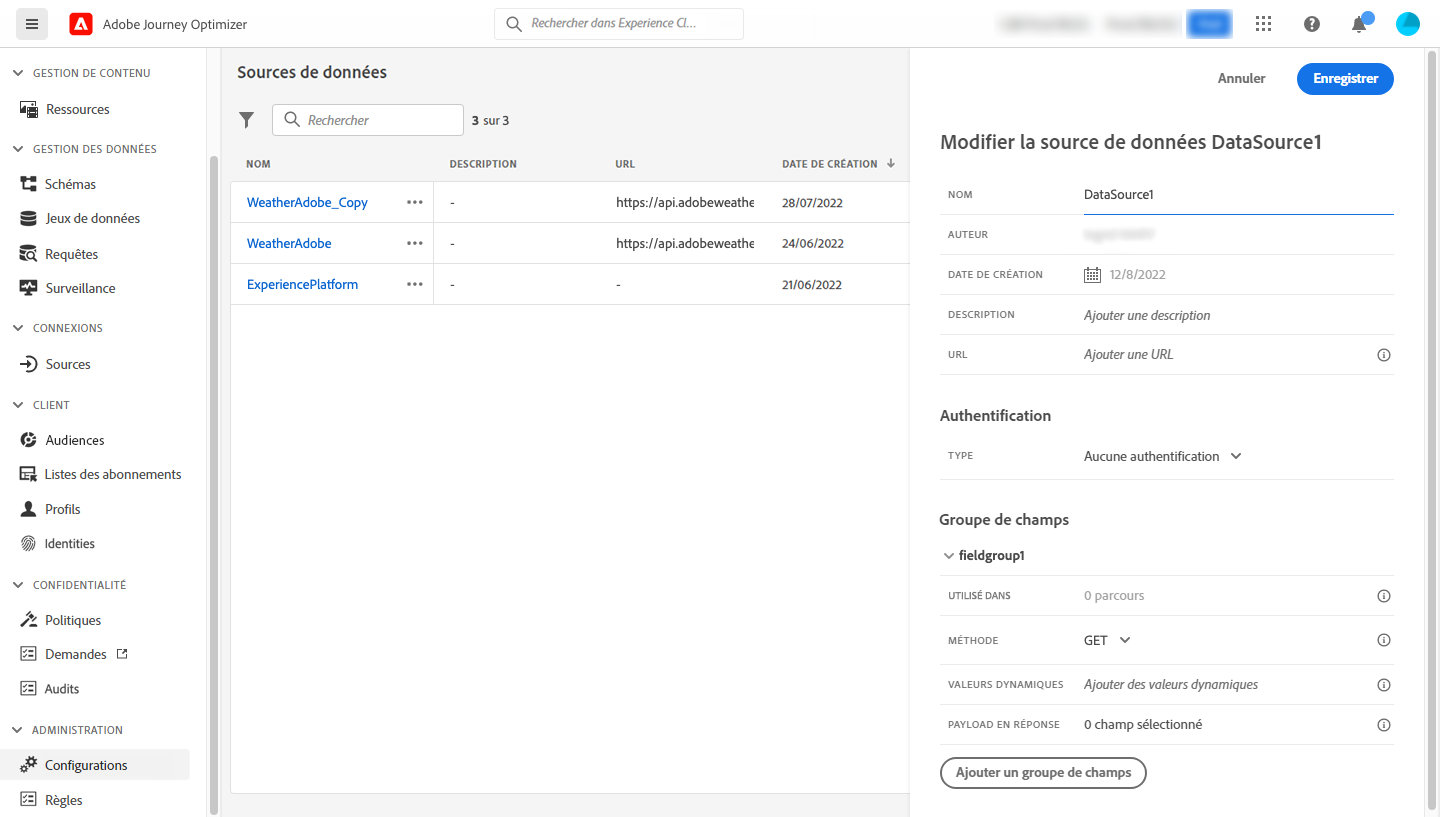 Adobe Journey Optimizer
Rechercher dans Experience Cl...
GESTION DE CONTENU
Ressources
GESTION DES DONNÉES
Schémas
Jeux de données
Requêtes
Surveillance
CONNEXIONS
Sources
CLIENT
Audiences
Listes des abonnements
Profils
Identities
CONFIDENTIALITÉ
Politiques
Demandes
Audits
ADMINISTRATION
Configurations
Règles
Sources de données
Rechercher
3 sur 3
NOM DESCRIPTION URL DATE DE CRÉATION
WeatherAdobe_Copy - https://api.adobeweathe 28/07/2022
WeatherAdobe - https://api.adobeweathe 24/06/2022
ExperiencePlatform - - 21/06/2022
Annuler
Enregistrer
Modifier la source de données DataSource1
NOM DataSource1
AUTEUR
DATE DE CRÉATION 12/8/2022
DESCRIPTION Ajouter une description
URL Ajouter une URL
Authentification
TYPE Aucune authentification
Groupe de champs
fieldgroup1
UTILISÉ DANS 0 parcours
MÉTHODE GET
VALEURS DYNAMIQUES Ajouter des valeurs dynamiques
PAYLOAD EN RÉPONSE 0 champ sélectionné
Ajouter un groupe de champs